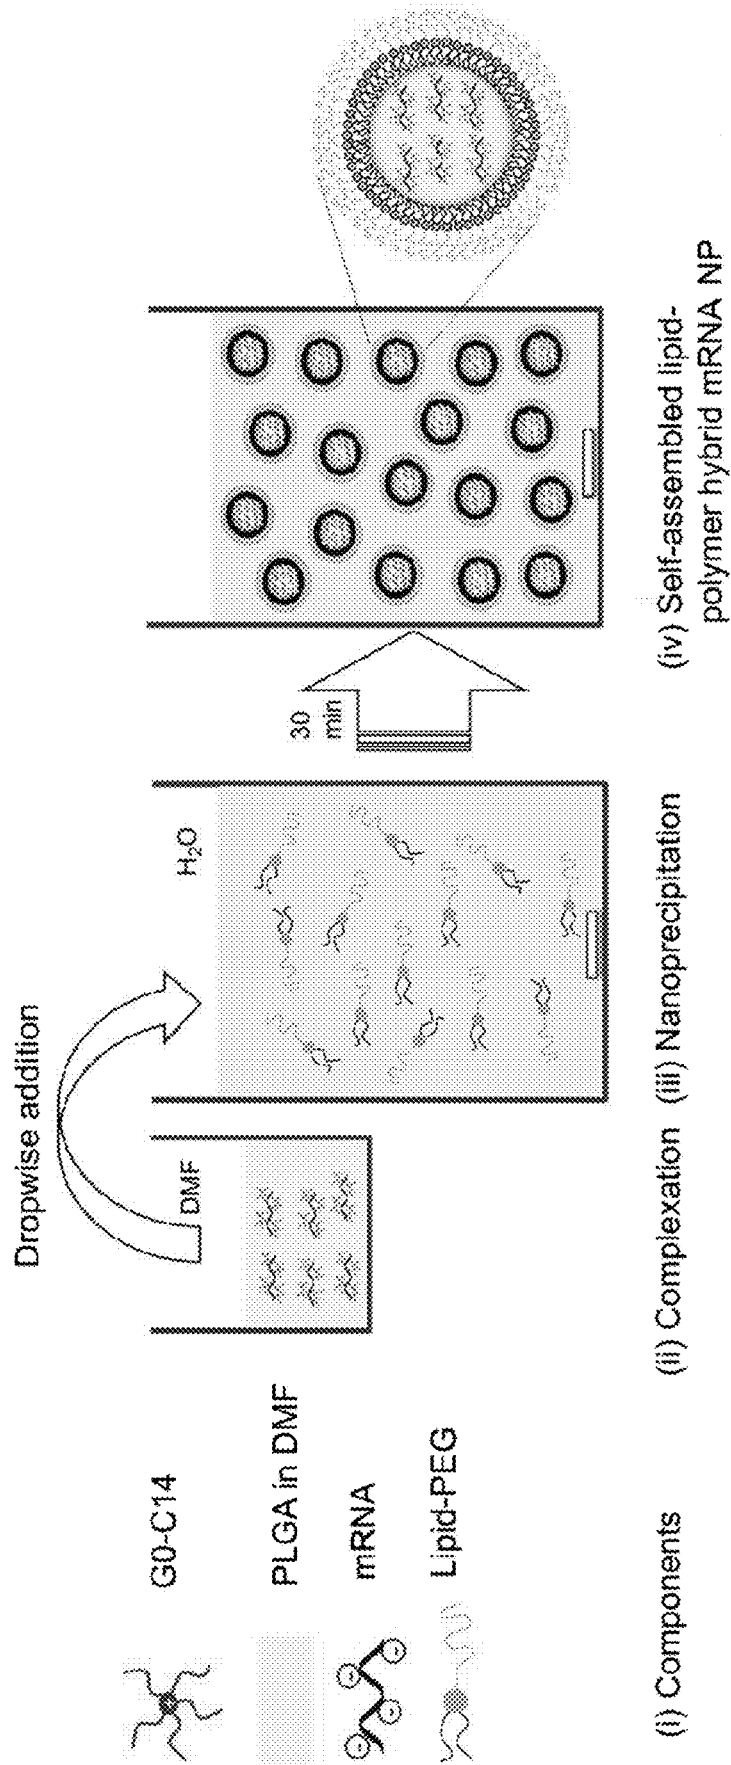 Dropwise addition
G0-C14
PLGA in DMF
mRNA
Lipid-PEG
DMF
H₂O
30
min
(i) Components
(ii) Complexation
(iii) Nanoprecipitation
(iv) Self-assembled lipid-
polymer hybrid mRNA NP